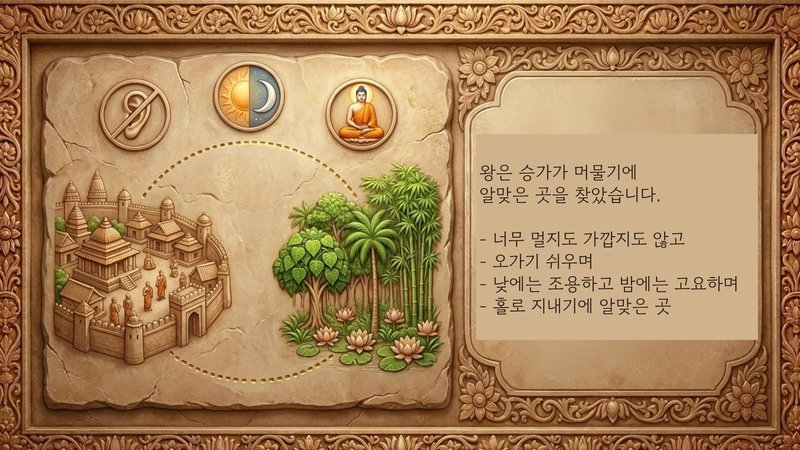 왕은 승가가 머물기에
알맞은 곳을 찾았습니다.
- 너무 멀지도 가깝지도 않고
- 오가기 쉬우며
- 낮에는 조용하고 밤에는 고요하며
- 홀로 지내기에 알맞은 곳